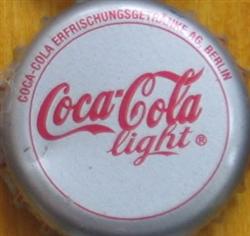 COCA-COLA ERFRISCHUNGSGETRÄNKE AG, BERLIN
Coca-Cola
light ®